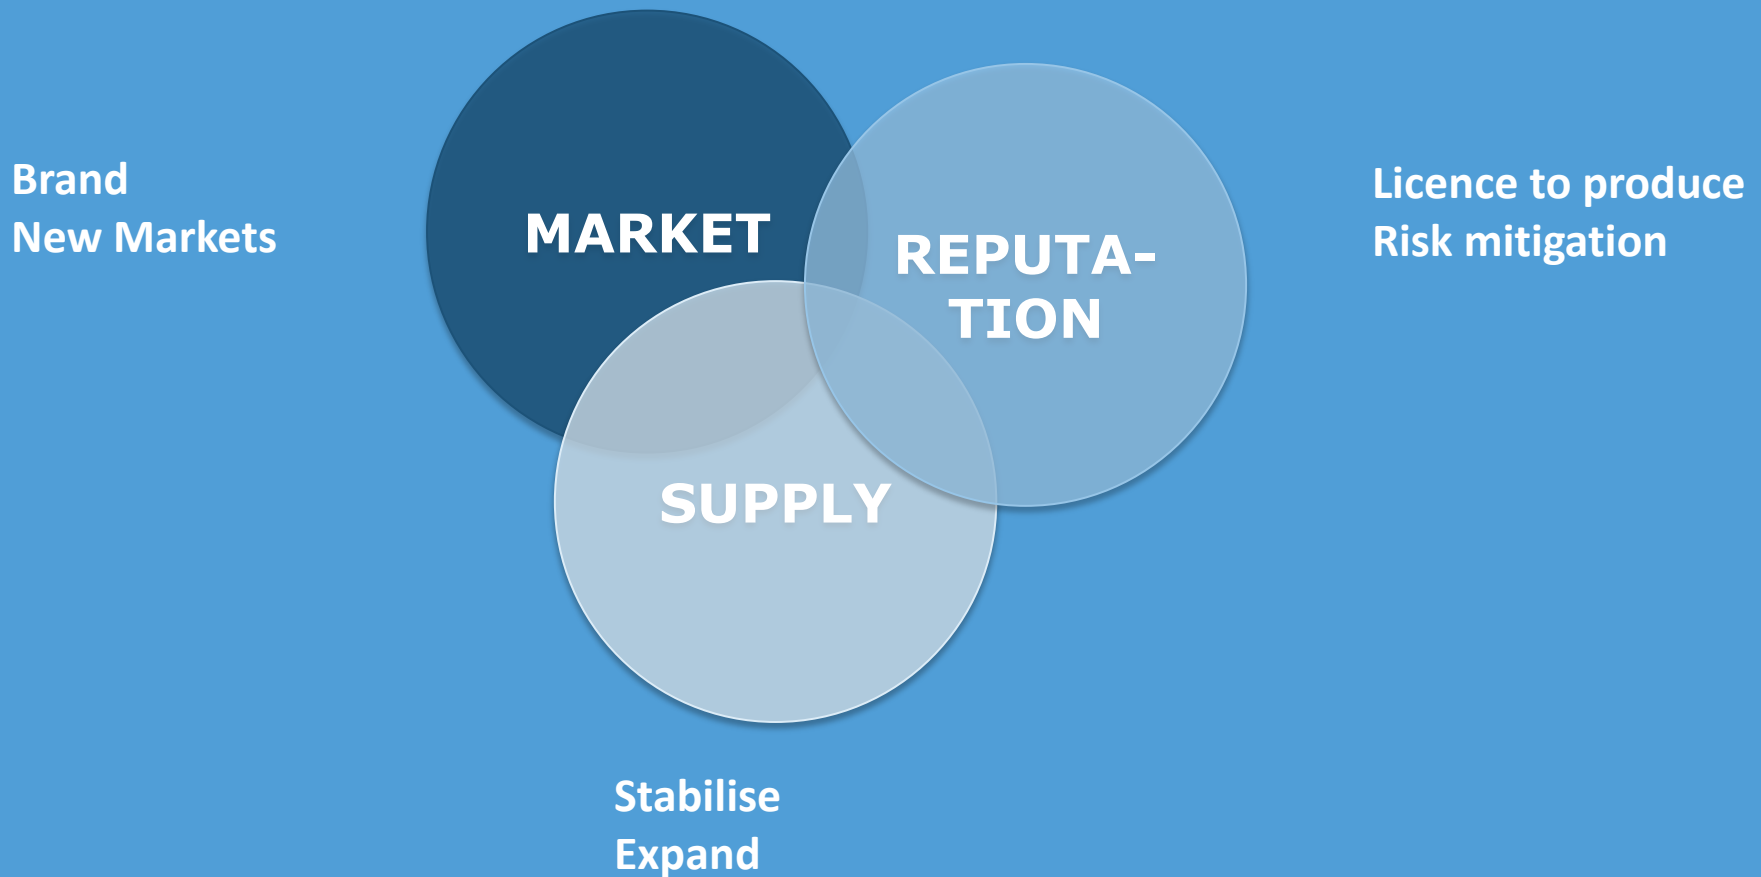 Brand
New Markets
MARKET
REPUTA-
TION
Licence to produce
Risk mitigation
SUPPLY
Stabilise
Expand